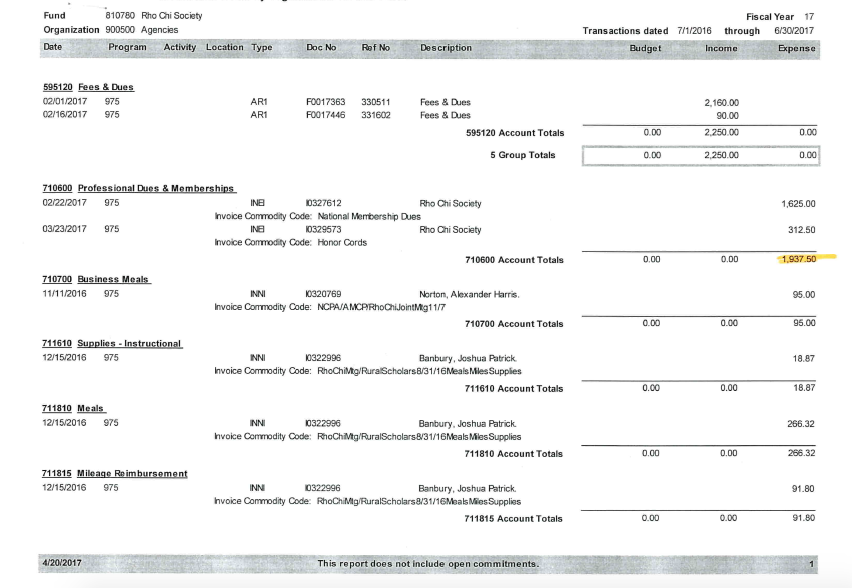 Fund 810780 Rho Chi Society Fiscal Year 17
Organization 900500 Agencies Transactions dated 7/1/2016 through 6/30/2017
Date Program Activity Location Type Doc No Ref No Description Budget Income Expense
595120 Fees & Dues
02/01/2017 975 AR1 F0017363 330511 Fees & Dues 2,160.00
02/16/2017 975 AR1 F0017446 331602 Fees & Dues 90.00
595120 Account Totals 0.00 2,250.00 0.00
5 Group Totals 0.00 2,250.00 0.00
710600 Professional Dues & Memberships
02/22/2017 975 INEI I0327612 Rho Chi Society 1,625.00
Invoice Commodity Code: National Membership Dues
03/23/2017 975 INEI I0329573 Rho Chi Society 312.50
Invoice Commodity Code: Honor Cords
710600 Account Totals 0.00 0.00 1,937.50
710700 Business Meals
11/11/2016 975 INNI I0320769 Norton, Alexander Harris. 95.00
Invoice Commodity Code: NCPA/AMCP/RhoChiJointMtg11/7
710700 Account Totals 0.00 0.00 95.00
711610 Supplies - Instructional
12/15/2016 975 INNI I0322996 Banbury, Joshua Patrick. 18.87
Invoice Commodity Code: RhoChiMtg/RuralScholars8/31/16MealsMilesSupplies
711610 Account Totals 0.00 0.00 18.87
711810 Meals
12/15/2016 975 INNI I0322996 Banbury, Joshua Patrick. 266.32
Invoice Commodity Code: RhoChiMtg/RuralScholars8/31/16MealsMilesSupplies
711810 Account Totals 0.00 0.00 266.32
711815 Mileage Reimbursement
12/15/2016 975 INNI I0322996 Banbury, Joshua Patrick. 91.80
Invoice Commodity Code: RhoChiMtg/RuralScholars8/31/16MealsMilesSupplies
711815 Account Totals 0.00 0.00 91.80
4/20/2017 This report does not include open commitments. 1